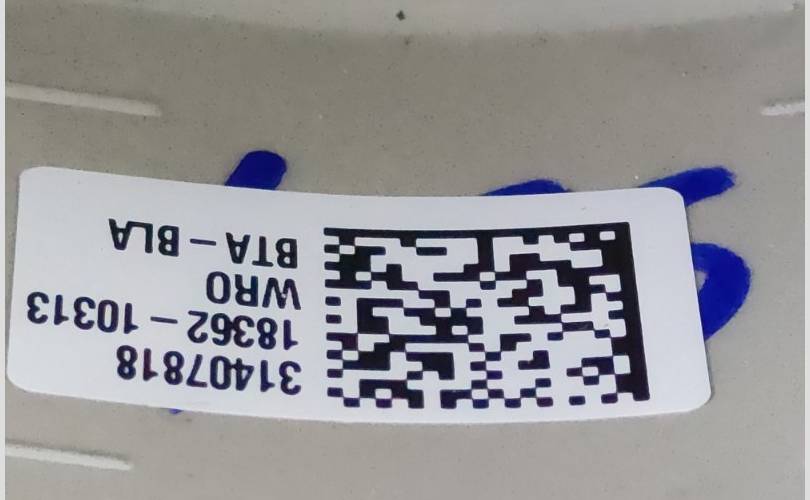 31407818
18362 – 10313
WRO
BTA – BLA